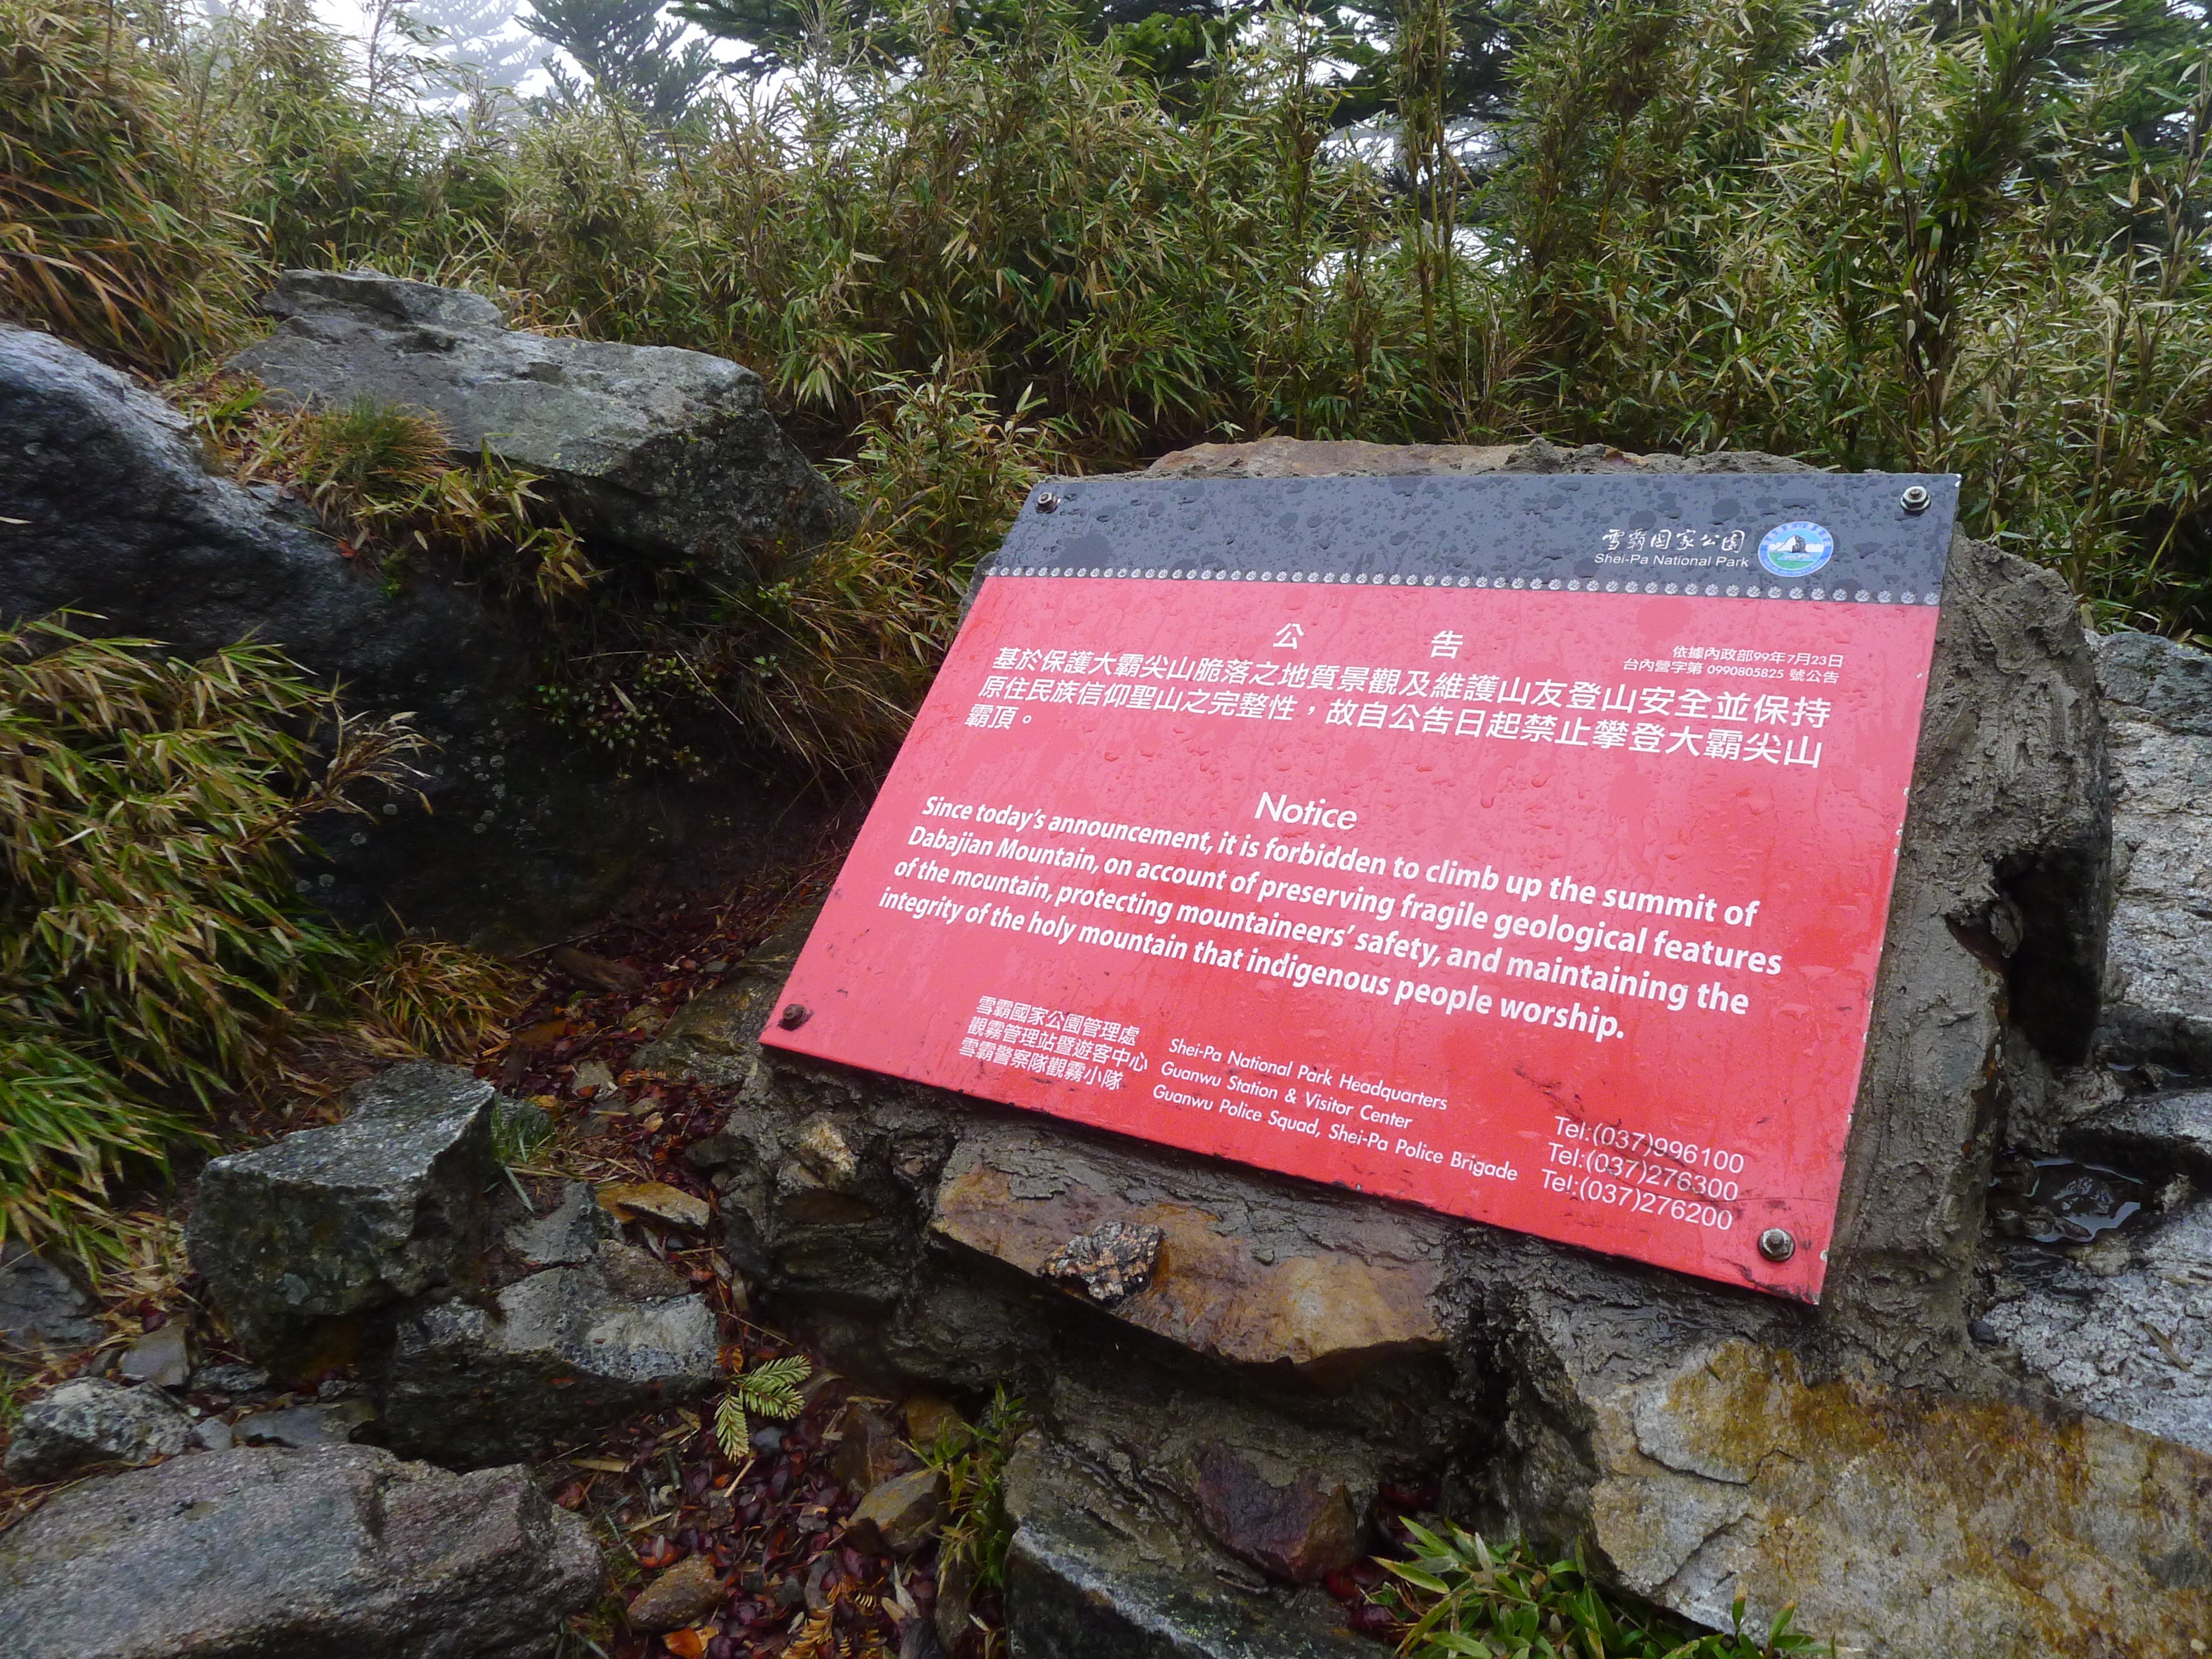 雪霸国家公园
Shei-Pa National Park
公 告
依據內政部99年7月23日
台內營字第 0990805825 號公告
基於保護大霸尖山脆落之地質景觀及維護山友登山安全並保持
原住民族信仰聖山之完整性，故自公告日起禁止攀登大霸尖山
霸頂。
Notice
Since today's announcement, it is forbidden to climb up the summit of
Dabajian Mountain, on account of preserving fragile geological features
of the mountain, protecting mountaineers' safety, and maintaining the
integrity of the holy mountain that indigenous people worship.
雪霸國家公園管理處 Shei-Pa National Park Headquarters Tel:(037)996100
觀霧管理站暨遊客中心 Guanwu Station & Visitor Center Tel:(037)276300
雪霸警察隊觀霧小隊 Guanwu Police Squad, Shei-Pa Police Brigade Tel:(037)276200